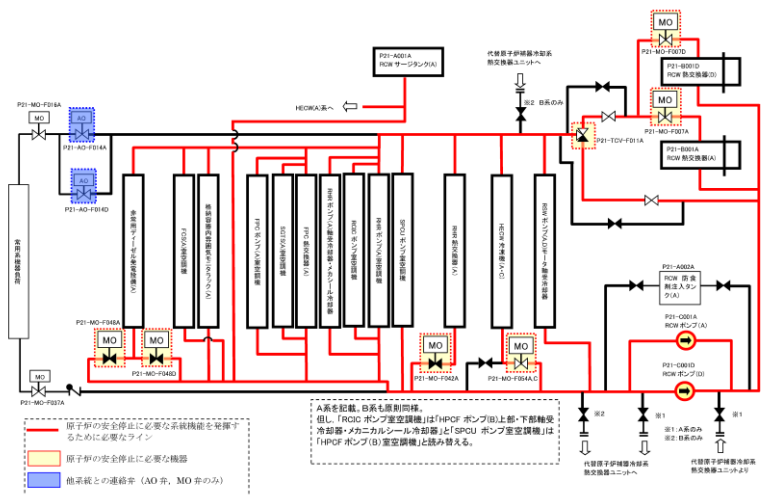 P21-A001A
RCW サージタンク(A)
HECW(A)系へ
代替原子炉補機冷却系
熱交換器ユニットへ
※2 B系のみ
MO
P21-MO-F007D
P21-B001D
RCW 熱交換器(D)
MO
P21-MO-F007A
P21-TCV-F011A
P21-B001A
RCW 熱交換器(A)
P21-MO-F015A
MO
AO
P21-AO-F014A
AO
P21-AO-F014D
常用系機器負荷
非常用ディーゼル発電設備(A)
FCS(A)室空調機
格納容器内雰囲気モニタラック(A)
FPC ポンプ(A)室空調機
SGTS(A)室空調機
FPC 熱交換器(A)
RHR ポンプ(A)軸受冷却器・メカシール冷却器
RCIC ポンプ室空調機
RHR ポンプ(A)室空調機
SPCU ポンプ室空調機
RHR 熱交換器(A)
HECW 冷凍機(A・C)
RSW ポンプ(A,D)モータ軸受冷却器
P21-A002A
RCW 防食
剤注入タン
ク(A)
P21-C001A
RCW ポンプ(A)
P21-C001D
RCW ポンプ(D)
P21-MO-F048A
MO
MO
P21-MO-F048D
MO
P21-MO-F042A
MO
P21-MO-F054A,C
MO
P21-MO-F037A
※2
※1
※1
※1:A系のみ
※2:B系のみ
代替原子炉補機冷却系
熱交換器ユニットへ
代替原子炉補機冷却系
熱交換器ユニットより
A系を記載。B系も原則同様。
但し、「RCIC ポンプ室空調機」は「HPCF ポンプ(B)上部・下部軸受
冷却器・メカニカルシール冷却器」と「SPCU ポンプ室空調機」は
「HPCF ポンプ(B)室空調機」と読み替える。
原子炉の安全停止に必要な系統機能を発揮す
るために必要なライン
原子炉の安全停止に必要な機器
他系統との連絡弁（AO 弁，MO 弁のみ）